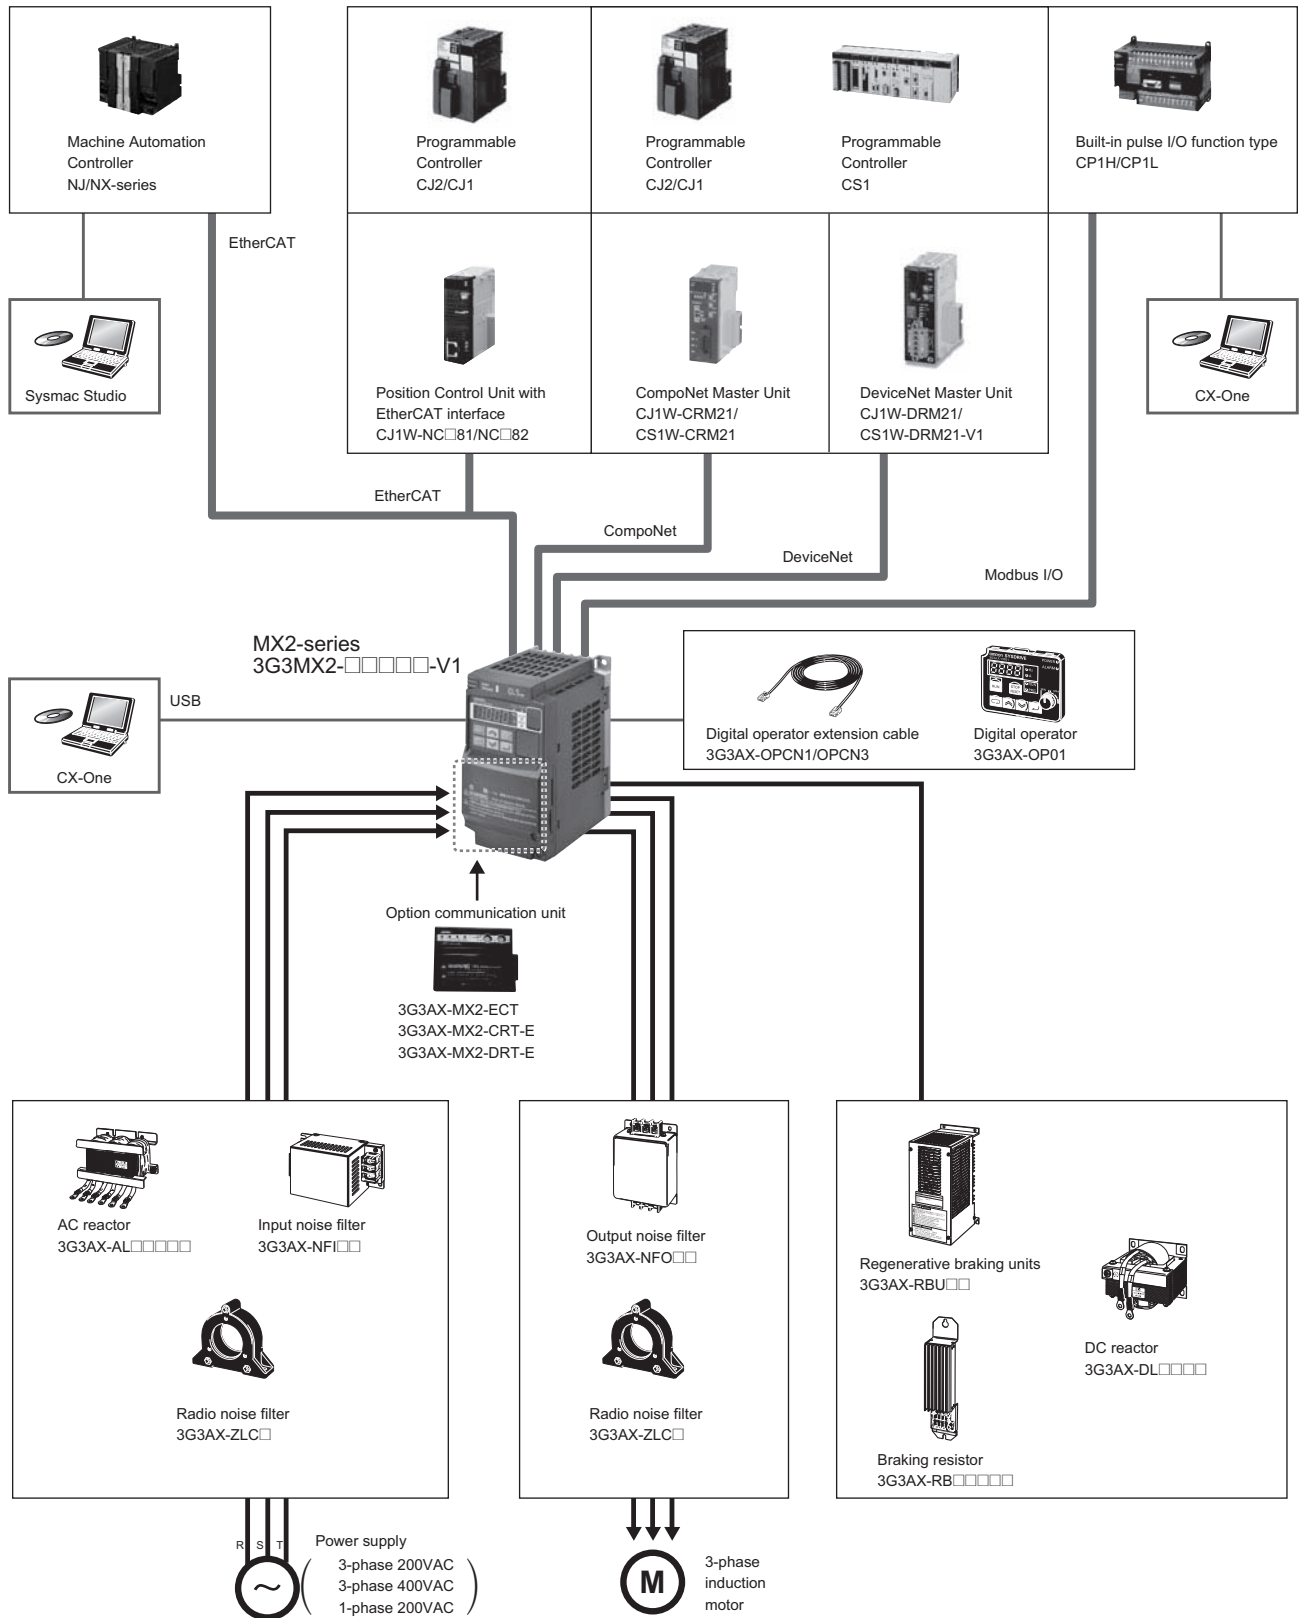 Machine Automation
Controller
NJ/NX-series
Programmable
Controller
CJ2/CJ1
Programmable
Controller
CJ2/CJ1
Programmable
Controller
CS1
Built-in pulse I/O function type
CP1H/CP1L
EtherCAT
Sysmac Studio
Position Control Unit with
EtherCAT interface
CJ1W-NC□81/NC□82
CompoNet Master Unit
CJ1W-CRM21/
CS1W-CRM21
DeviceNet Master Unit
CJ1W-DRM21/
CS1W-DRM21-V1
CX-One
EtherCAT
CompoNet
DeviceNet
Modbus I/O
MX2-series
3G3MX2-□□□□□-V1
USB
CX-One
Digital operator extension cable
3G3AX-OPCN1/OPCN3
Digital operator
3G3AX-OP01
Option communication unit
3G3AX-MX2-ECT
3G3AX-MX2-CRT-E
3G3AX-MX2-DRT-E
AC reactor
3G3AX-AL□□□□□
Input noise filter
3G3AX-NFI□□
Radio noise filter
3G3AX-ZLC□
Output noise filter
3G3AX-NFO□□
Radio noise filter
3G3AX-ZLC□
Regenerative braking units
3G3AX-RBU□□
DC reactor
3G3AX-DL□□□□
Braking resistor
3G3AX-RB□□□□□
R S T
Power supply
3-phase 200VAC
3-phase 400VAC
1-phase 200VAC
M
3-phase
induction
motor